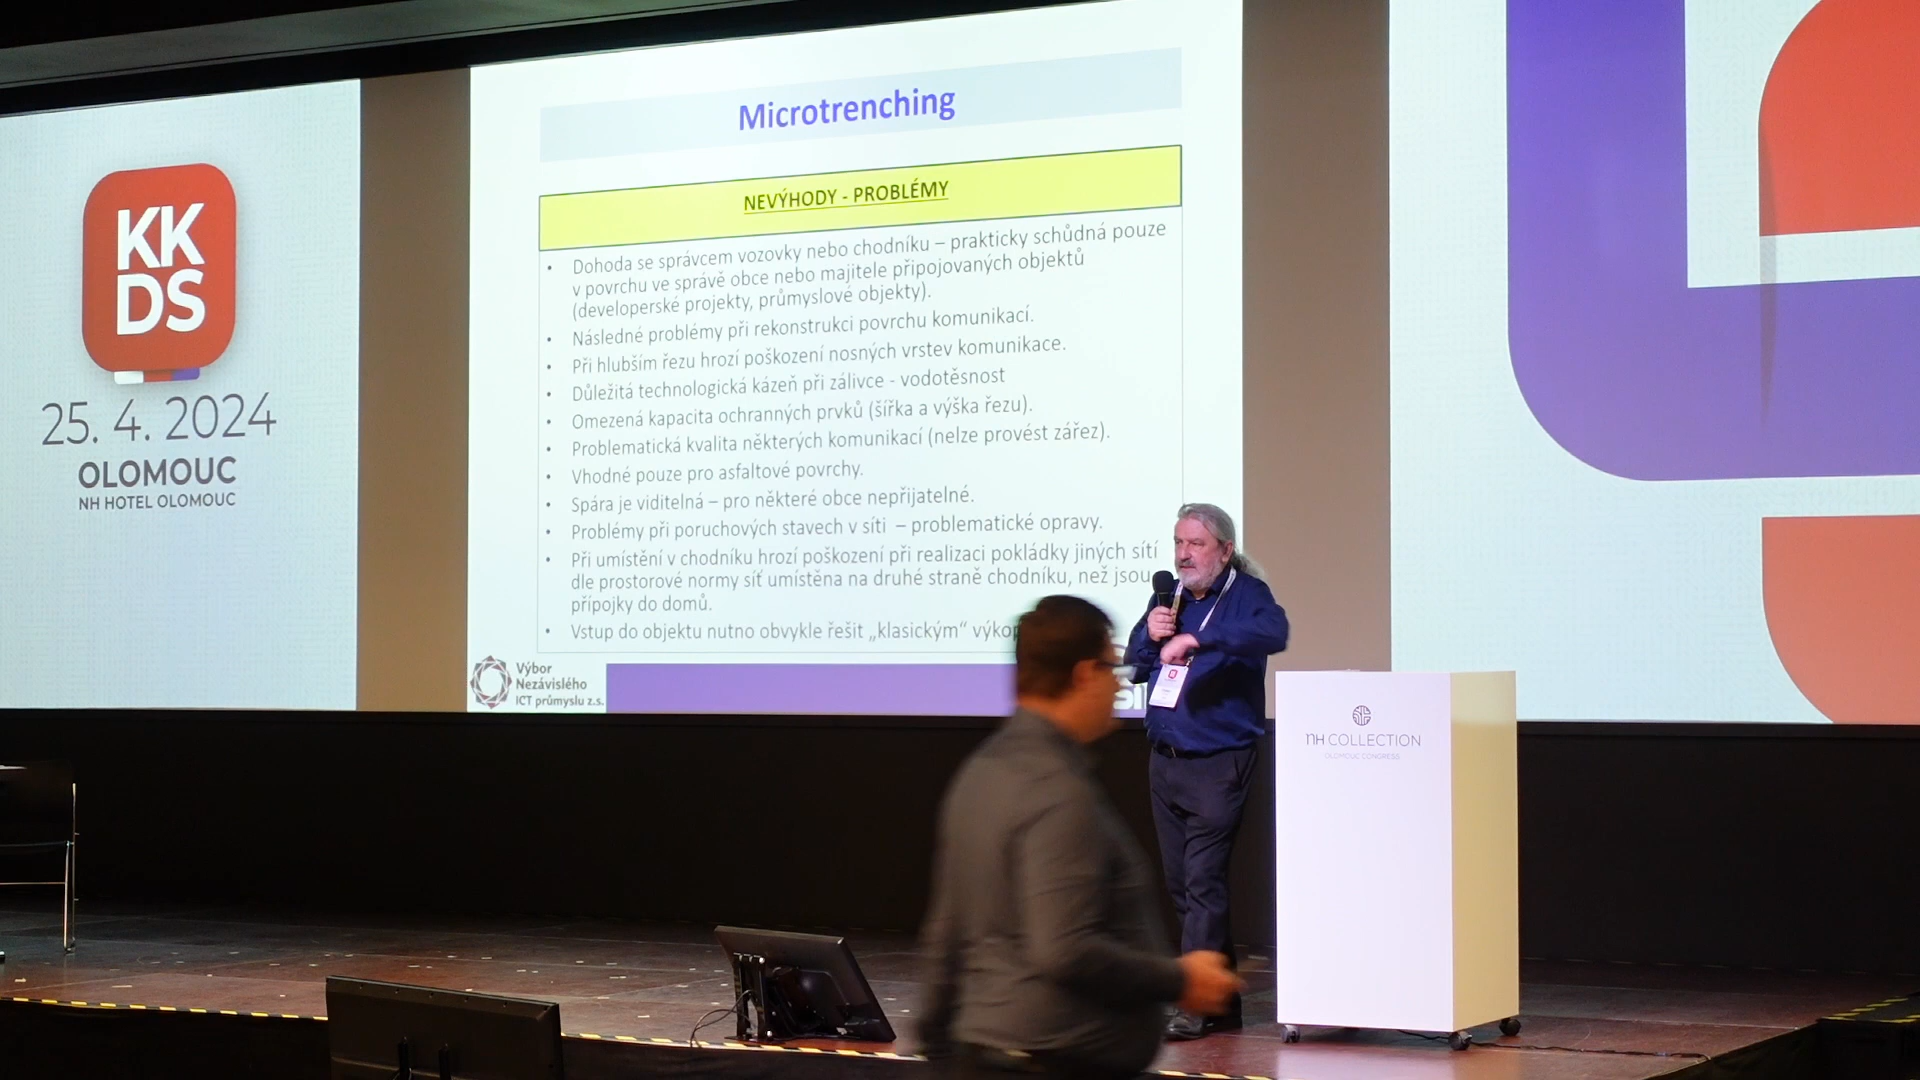 KK
DS
25. 4. 2024
OLOMOUC
NH HOTEL OLOMOUC
Microtrenching
NEVÝHODY - PROBLÉMY
• Dohoda se správcem vozovky nebo chodníku – prakticky schůdná pouze
v povrchu ve správě obce nebo majitele připojovaných objektů
(developerské projekty, průmyslové objekty).
• Následné problémy při rekonstrukci povrchu komunikací.
• Při hlubším řezu hrozí poškození nosných vrstev komunikace.
• Důležitá technologická kázeň při zálivce - vodotěsnost
• Omezená kapacita ochranných prvků (šířka a výška řezu).
• Problematická kvalita některých komunikací (nelze provést zářez).
• Vhodné pouze pro asfaltové povrchy.
• Spára je viditelná – pro některé obce nepřijatelné.
• Problémy při poruchových stavech v síti – problematické opravy.
• Při umístění v chodníku hrozí poškození při realizaci pokládky jiných sítí
dle prostorové normy síť umístěna na druhé straně chodníku, než jsou
přípojky do domů.
• Vstup do objektu nutno obvykle řešit „klasickým“
Výbor
Nezávislého
ICT průmyslu z.s.
nH COLLECTION
OLOMOUC CONGRESS